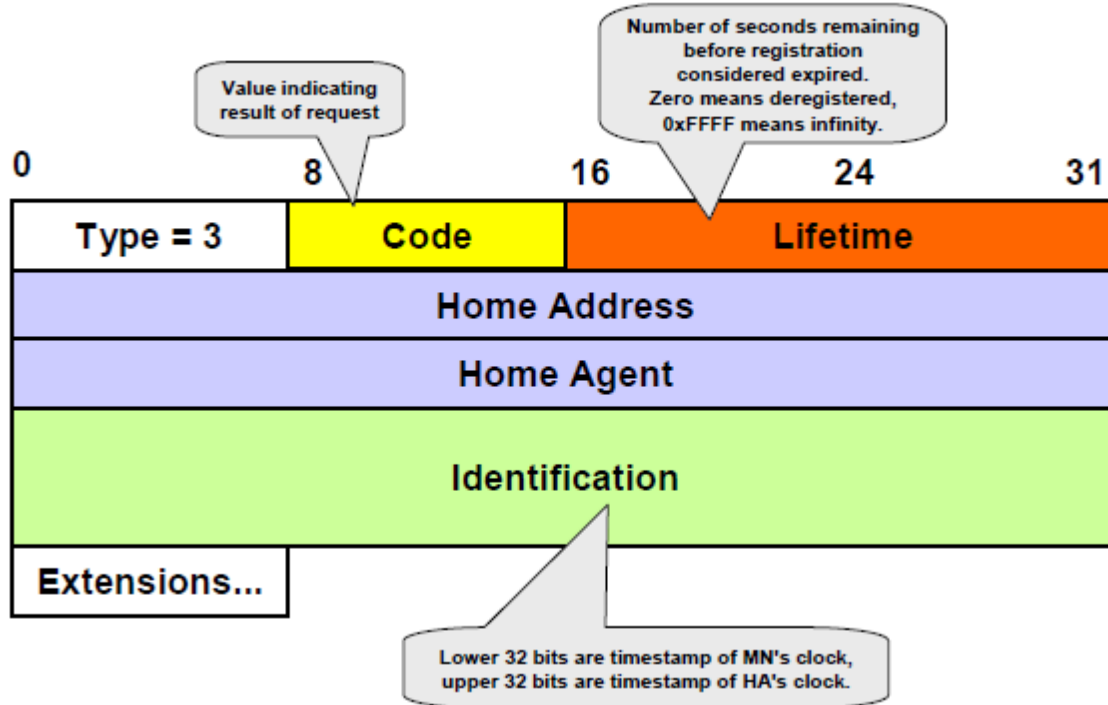 Number of seconds remaining
before registration
considered expired.
Zero means deregistered,
0xFFFF means infinity.
Value indicating
result of request
0 8 16 24 31
Type = 3 Code Lifetime
Home Address
Home Agent
Identification
Extensions...
Lower 32 bits are timestamp of MN's clock,
upper 32 bits are timestamp of HA's clock.